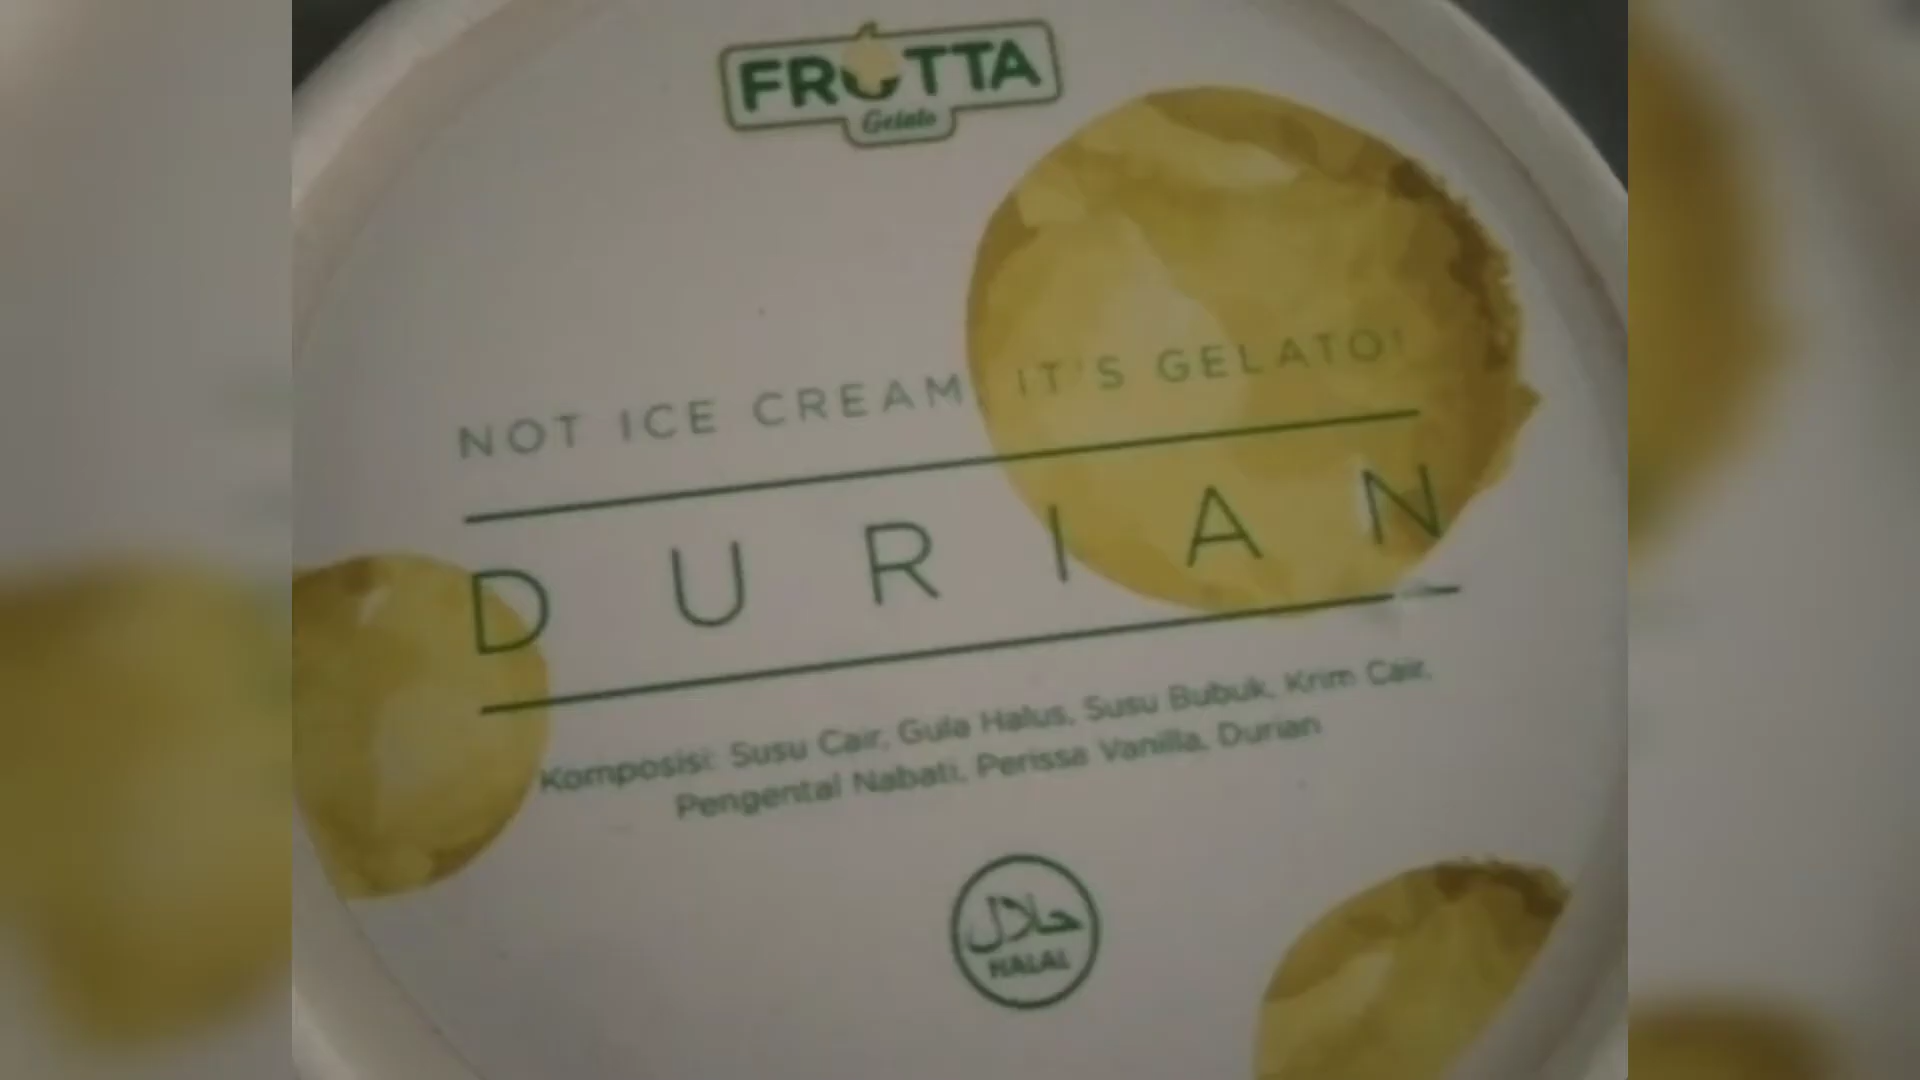 FRUTTA
Gelato
NOT ICE CREAM, IT'S GELATO!
DURIAN
Komposisi: Susu Cair, Gula Halus, Susu Bubuk, Krim Cair,
Pengental Nabati, Perissa Vanilla, Durian
حلال
HALAL